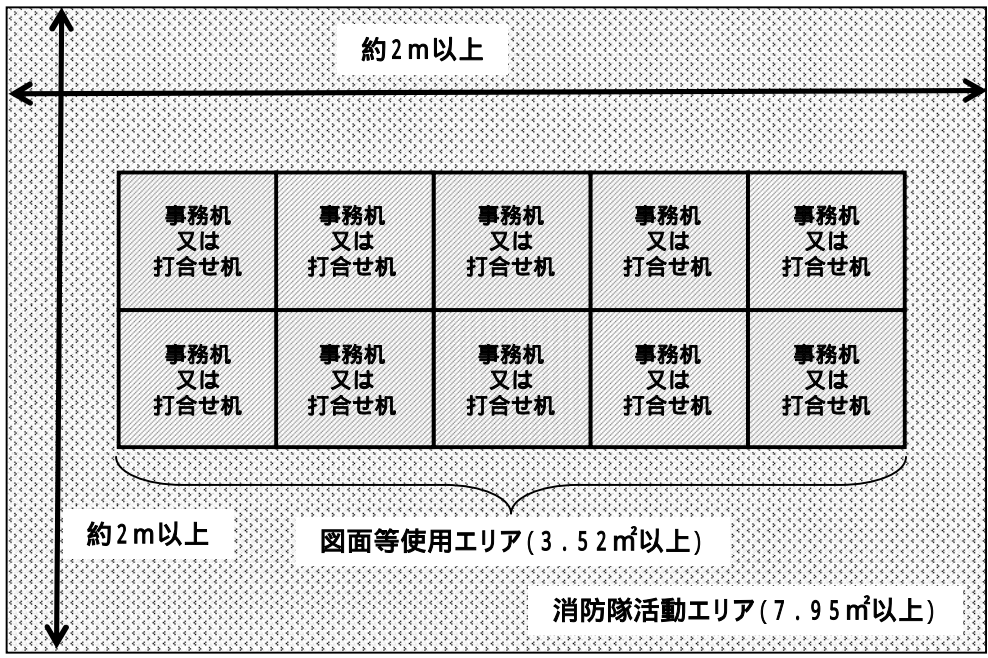 約2m以上
事務机
又は
打合せ机
事務机
又は
打合せ机
事務机
又は
打合せ机
事務机
又は
打合せ机
事務机
又は
打合せ机
事務机
又は
打合せ机
事務机
又は
打合せ机
事務机
又は
打合せ机
事務机
又は
打合せ机
事務机
又は
打合せ机
約2m以上
図面等使用エリア(3.52㎡以上)
消防隊活動エリア(7.95㎡以上)